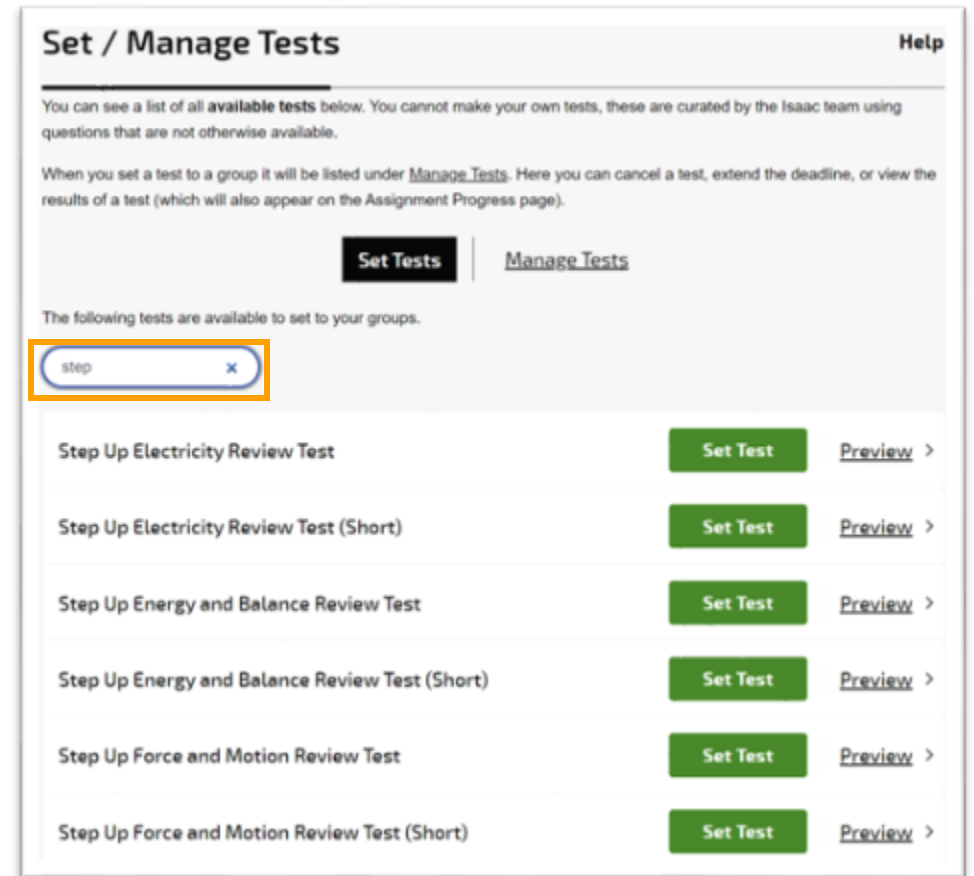 Set / Manage Tests
Help
You can see a list of all available tests below. You cannot make your own tests, these are curated by the Isaac team using
questions that are not otherwise available.
When you set a test to a group it will be listed under Manage Tests. Here you can cancel a test, extend the deadline, or view the
results of a test (which will also appear on the Assignment Progress page).
Set Tests
Manage Tests
The following tests are available to set to your groups.
step ×
Step Up Electricity Review Test Set Test Preview >
Step Up Electricity Review Test (Short) Set Test Preview >
Step Up Energy and Balance Review Test Set Test Preview >
Step Up Energy and Balance Review Test (Short) Set Test Preview >
Step Up Force and Motion Review Test Set Test Preview >
Step Up Force and Motion Review Test (Short) Set Test Preview >